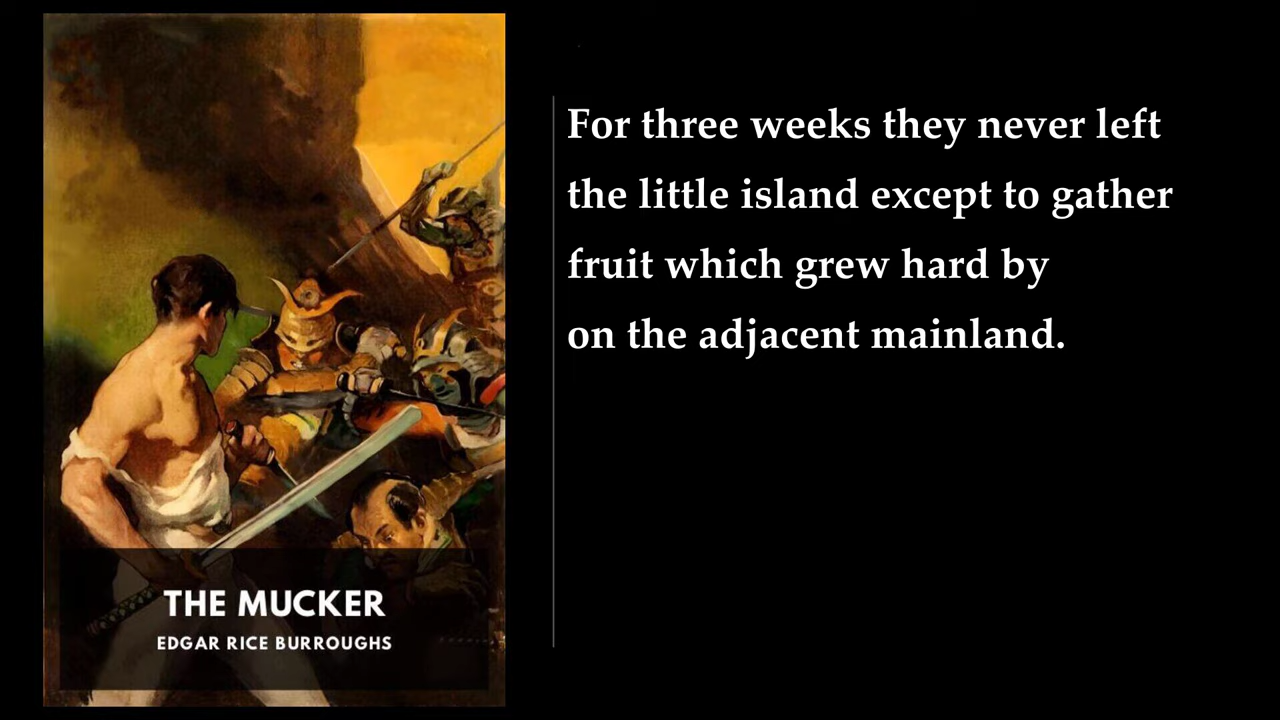 THE MUCKER
EDGAR RICE BURROUGHS
For three weeks they never left
the little island except to gather
fruit which grew hard by
on the adjacent mainland.